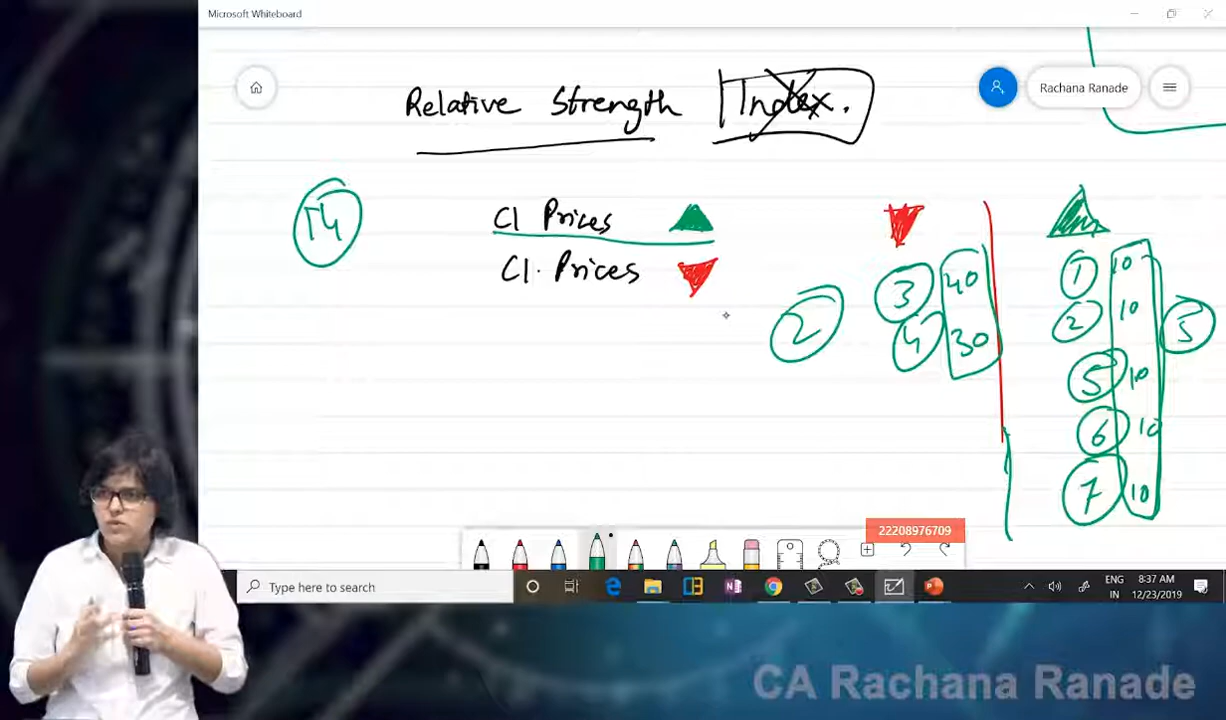 Microsoft Whiteboard
Rachana Ranade
Relative Strength Index.
14
Cl Prices
Cl. Prices
2
3 40
4 30
1 10
2 10
5 10
6 10
7 10
5
22208976709
Type here to search
ENG
IN
8:37 AM
12/23/2019
CA Rachana Ranade